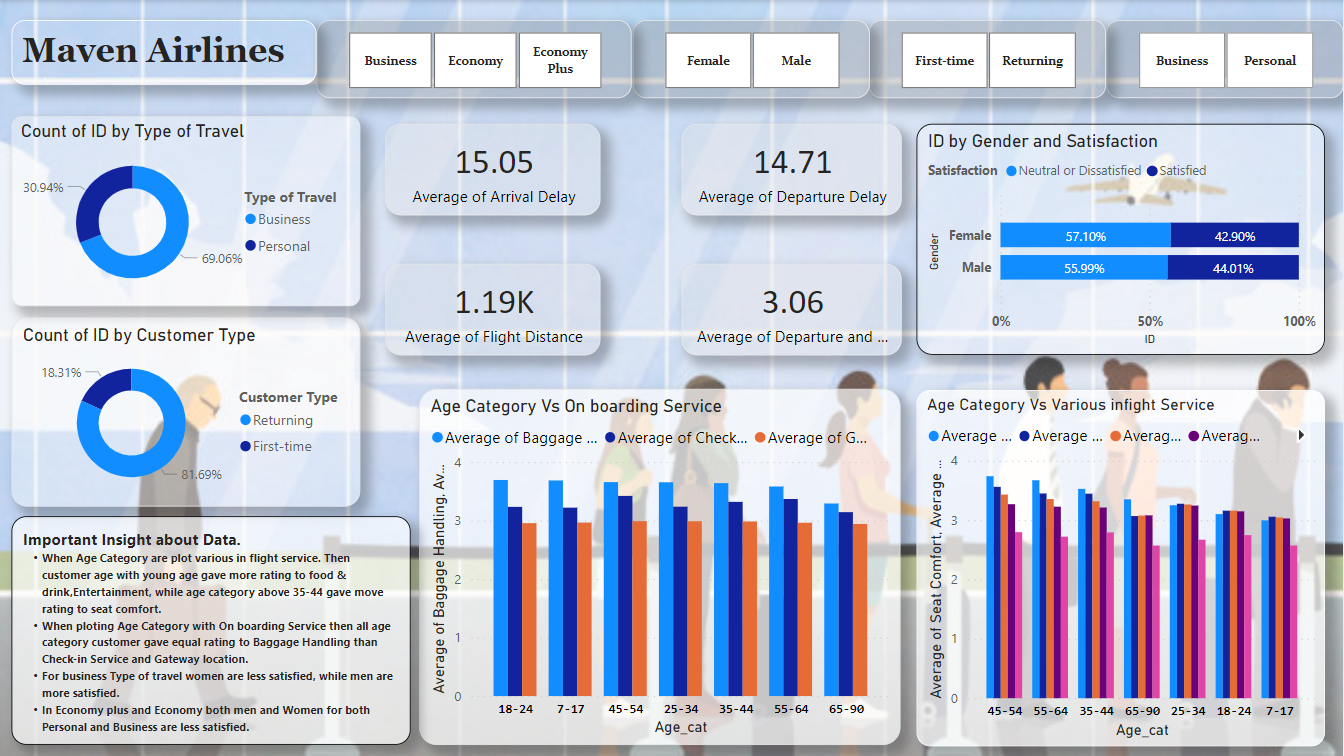 Maven Airlines
Business
Economy
Economy
Plus
Female
Male
First-time
Returning
Business
Personal
Count of ID by Type of Travel
30.94%
69.06%
Type of Travel
Business
Personal
15.05
Average of Arrival Delay
14.71
Average of Departure Delay
1.19K
Average of Flight Distance
3.06
Average of Departure and ...
ID by Gender and Satisfaction
Satisfaction Neutral or Dissatisfied Satisfied
Gender
Female 57.10% 42.90%
Male 55.99% 44.01%
0% 50% 100%
ID
Count of ID by Customer Type
18.31%
81.69%
Customer Type
Returning
First-time
Important Insight about Data.
• When Age Category are plot various in flight service. Then
customer age with young age gave more rating to food &
drink,Entertainment, while age category above 35-44 gave move
rating to seat comfort.
• When ploting Age Category with On boarding Service then all age
category customer gave equal rating to Baggage Handling than
Check-in Service and Gateway location.
• For business Type of travel women are less satisfied, while men are
more satisfied.
• In Economy plus and Economy both men and Women for both
Personal and Business are less satisfied.
Age Category Vs On boarding Service
Average of Baggage ... Average of Check... Average of G...
Average of Baggage Handling, Av...
4
3
2
1
0
18-24 7-17 45-54 25-34 35-44 55-64 65-90
Age_cat
Age Category Vs Various infight Service
Average ... Average ... Averag... Averag...
Average of Seat Comfort, Average ...
4
3
2
1
0
45-54 55-64 35-44 65-90 25-34 18-24 7-17
Age_cat